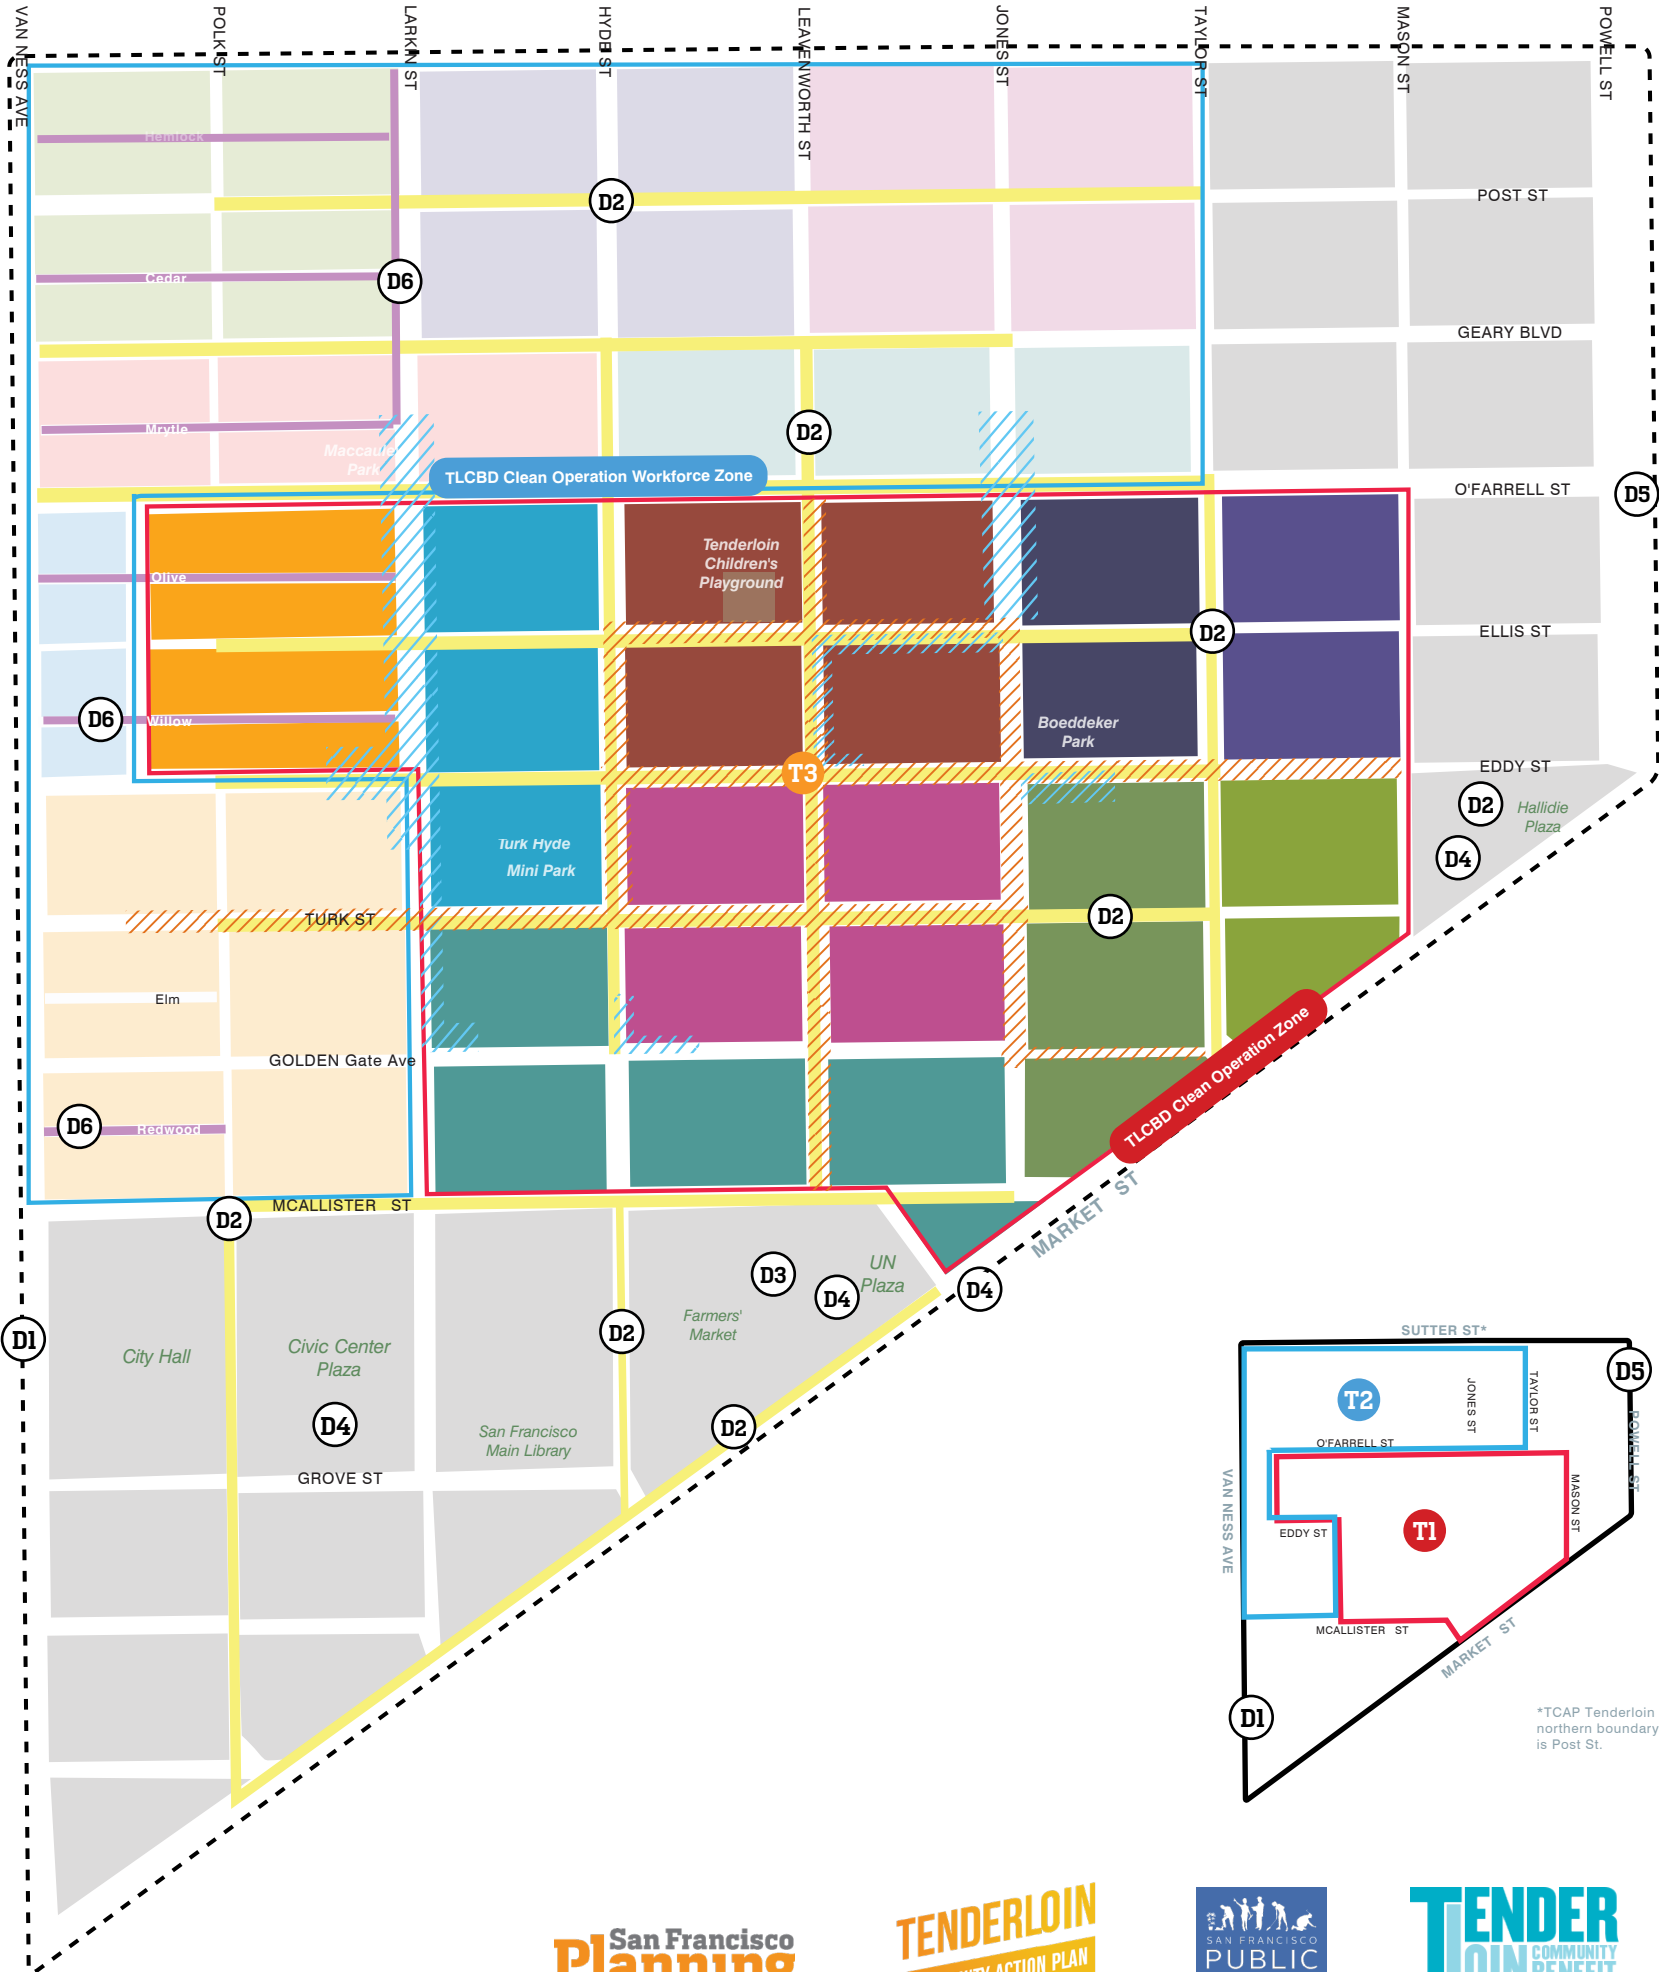 VAN NESS AVE
POLK ST
LARKIN ST
HYDE ST
LEAVENWORTH ST
JONES ST
TAYLOR ST
MASON ST
POWELL ST
Hemlock
POST ST
D2
Cedar
D6
GEARY BLVD
Mrytle
D2
Maccauley
Park
TLCBD Clean Operation Workforce Zone
O'FARRELL ST
D5
Tenderloin
Children's
Playground
Olive
D2
ELLIS ST
D6
Willow
Boeddeker
Park
T3
EDDY ST
D2
Hallidie
Plaza
D4
Turk Hyde
Mini Park
TURK ST
D2
Elm
GOLDEN Gate Ave
TLCBD Clean Operation Zone
D6
Redwood
MARKET ST
MCALLISTER ST
D2
D3
D4
UN
Plaza
D4
D1
D2
Farmers'
Market
City Hall
Civic Center
Plaza
D4
D2
San Francisco
Main Library
GROVE ST
SUTTER ST*
D5
T2
JONES ST
TAYLOR ST
POWELL ST
O'FARRELL ST
VAN NESS AVE
MASON ST
T1
EDDY ST
MCALLISTER ST
MARKET ST
D1
*TCAP Tenderloin
northern boundary
is Post St.
San Francisco
Planning
TENDERLOIN
ACTION PLAN
SAN FRANCISCO
PUBLIC
TENDER
LOIN COMMUNITY
BENEFIT